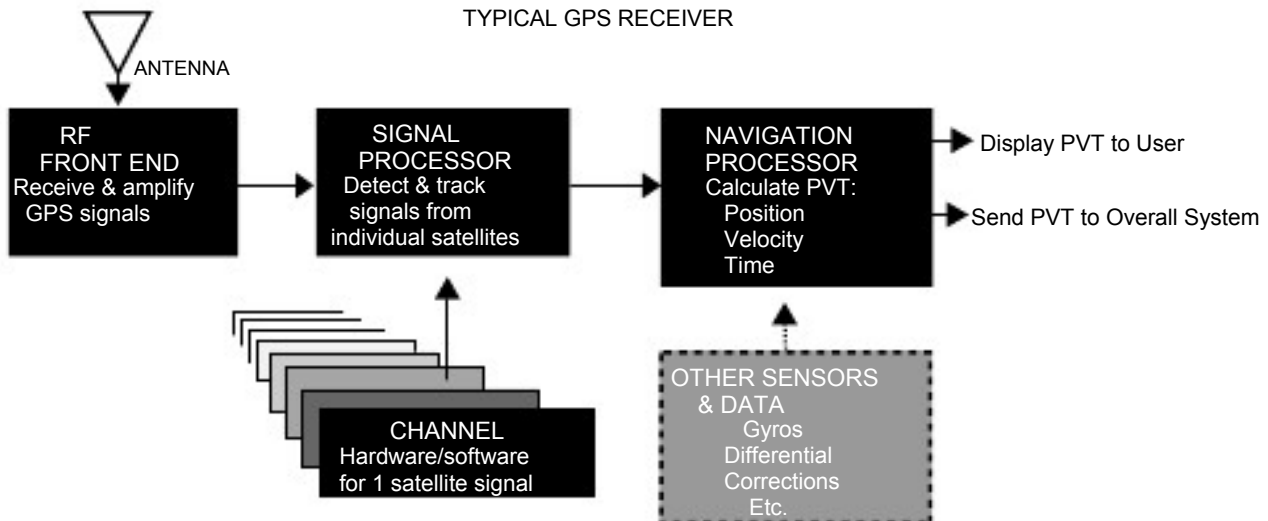 TYPICAL GPS RECEIVER
ANTENNA
RF
FRONT END
Receive & amplify
GPS signals
SIGNAL
PROCESSOR
Detect & track
signals from
individual satellites
NAVIGATION
PROCESSOR
Calculate PVT:
Position
Velocity
Time
Display PVT to User
Send PVT to Overall System
CHANNEL
Hardware/software
for 1 satellite signal
OTHER SENSORS
& DATA
Gyros
Differential
Corrections
Etc.